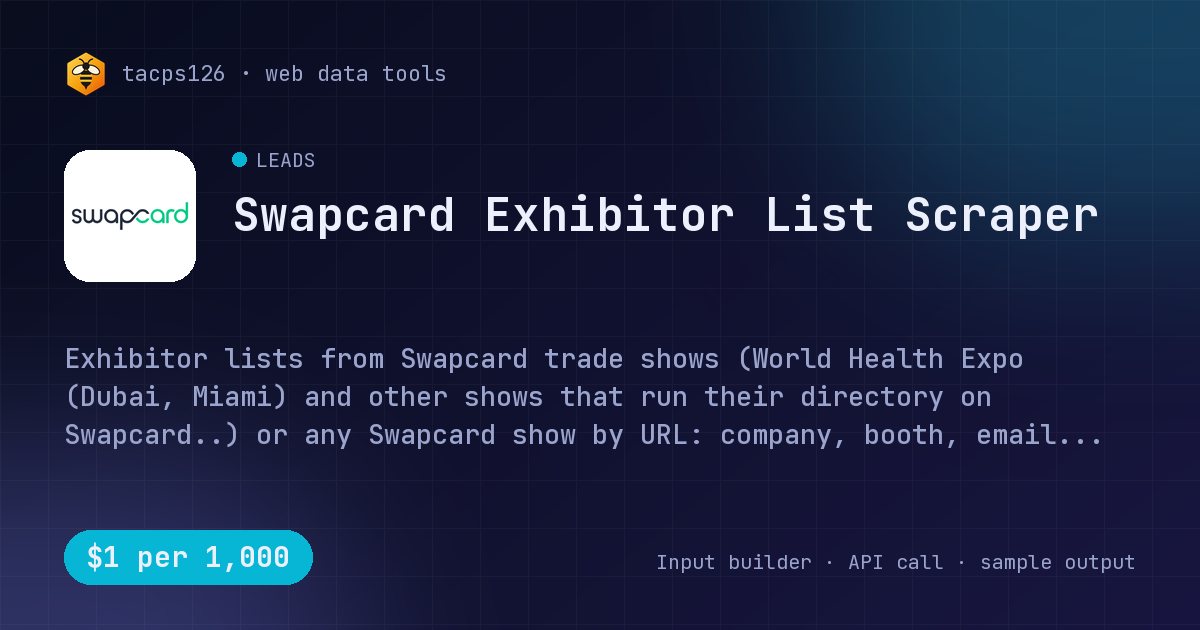 tacps126 · web data tools
swapcard
LEADS
Swapcard Exhibitor List Scraper
Exhibitor lists from Swapcard trade shows (World Health Expo
(Dubai, Miami) and other shows that run their directory on
Swapcard..) or any Swapcard show by URL: company, booth, email...
$1 per 1,000
Input builder · API call · sample output